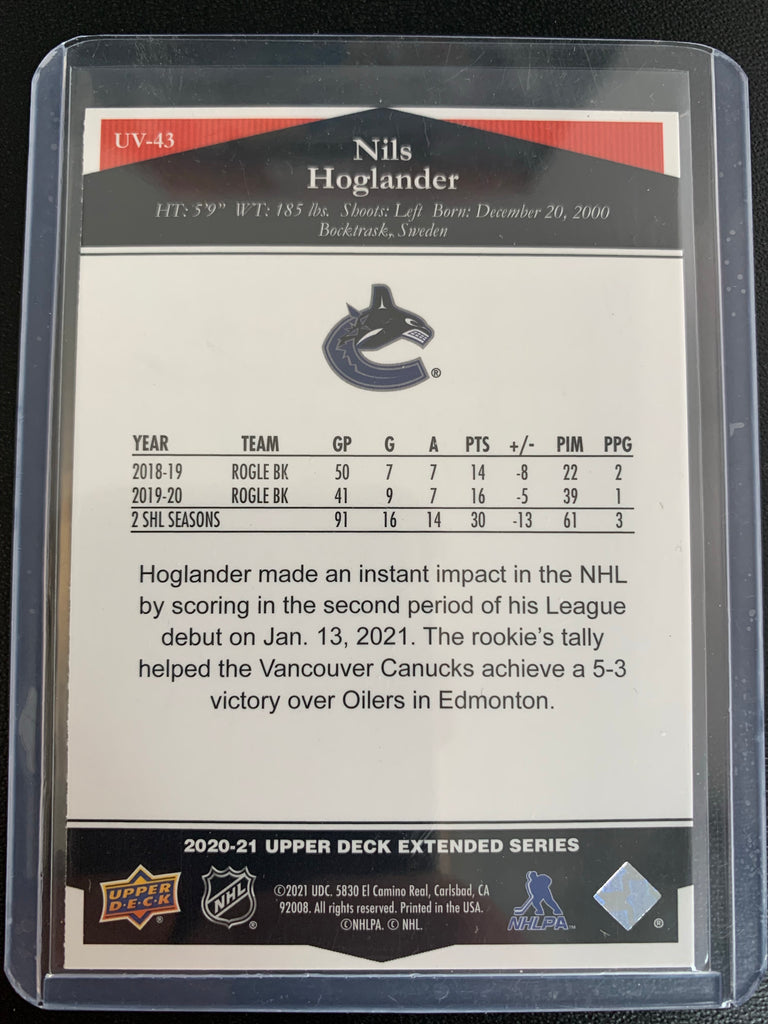 UV-43
Nils
Hoglander
HT: 5'9" WT: 185 lbs. Shoots: Left Born: December 20, 2000
Bocktrask, Sweden
®
YEAR TEAM GP G A PTS +/- PIM PPG
2018-19 ROGLE BK 50 7 7 14 -8 22 2
2019-20 ROGLE BK 41 9 7 16 -5 39 1
2 SHL SEASONS 91 16 14 30 -13 61 3
Hoglander made an instant impact in the NHL
by scoring in the second period of his League
debut on Jan. 13, 2021. The rookie's tally
helped the Vancouver Canucks achieve a 5-3
victory over Oilers in Edmonton.
2020-21 UPPER DECK EXTENDED SERIES
UPPER
D·E·C·K ®
NHL ®
©2021 UDC. 5830 El Camino Real, Carlsbad, CA
92008. All rights reserved. Printed in the USA.
©NHLPA. © NHL.
NHLPA™
®